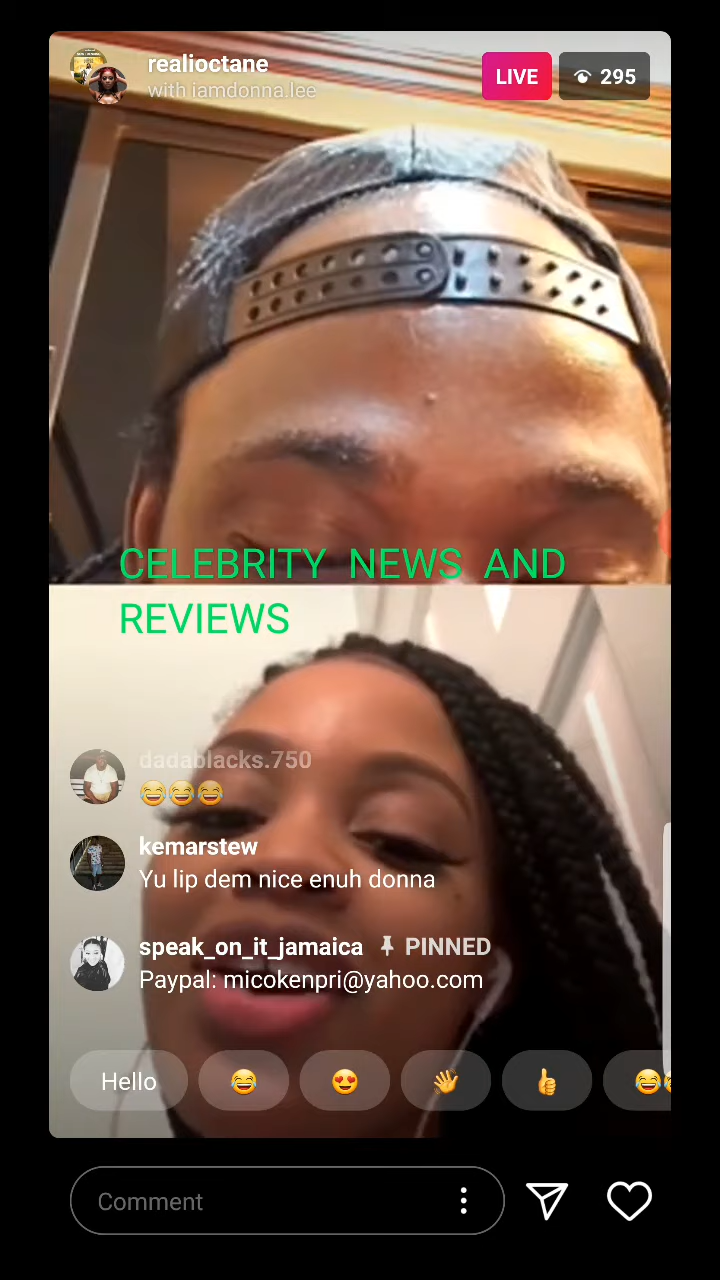 realioctane
with iamdonna.lee
LIVE
295
CELEBRITY NEWS AND
REVIEWS
dadablacks.750
😂😂😂
kemarstew
Yu lip dem nice enuh donna
speak_on_it_jamaica PINNED
Paypal: micokenpri@yahoo.com
Hello
Comment